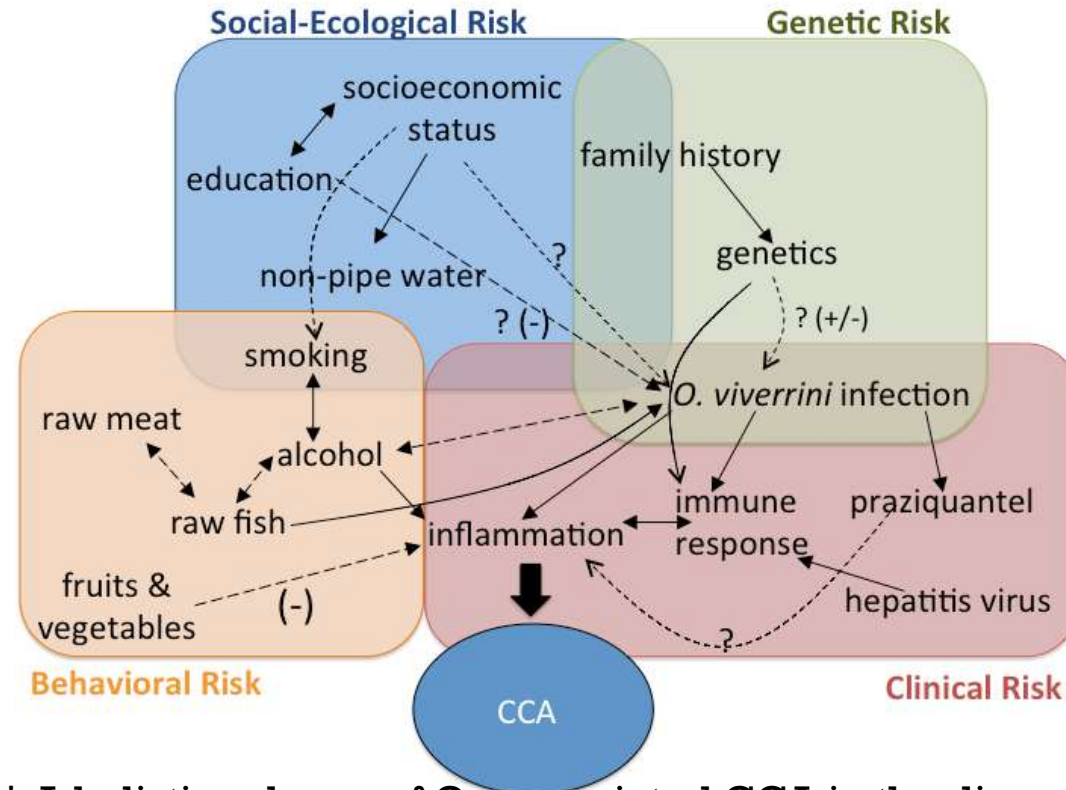 Social-Ecological Risk
Genetic Risk
socioeconomic
status
education
non-pipe water
?
? (-)
family history
genetics
? (+/-)
smoking
raw meat
alcohol
raw fish
fruits &
vegetables
(-)
O. viverrini infection
immune
response
praziquantel
inflammation
hepatitis virus
?
Behavioral Risk
Clinical Risk
CCA